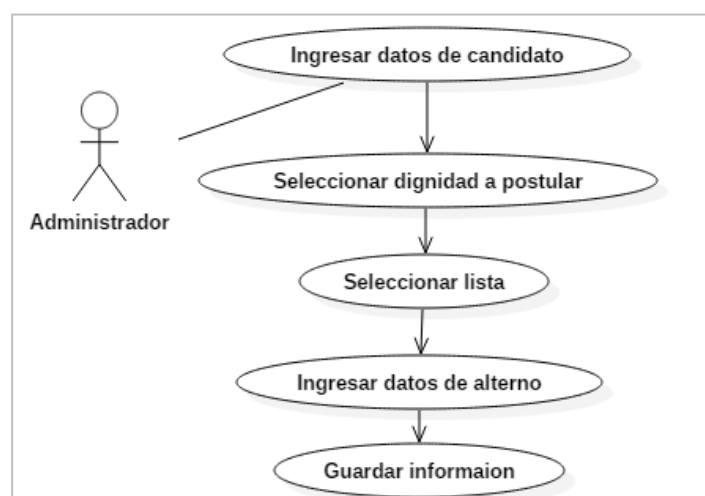 Ingresar datos de candidato
Seleccionar dignidad a postular
Administrador
Seleccionar lista
Ingresar datos de alterno
Guardar informaion